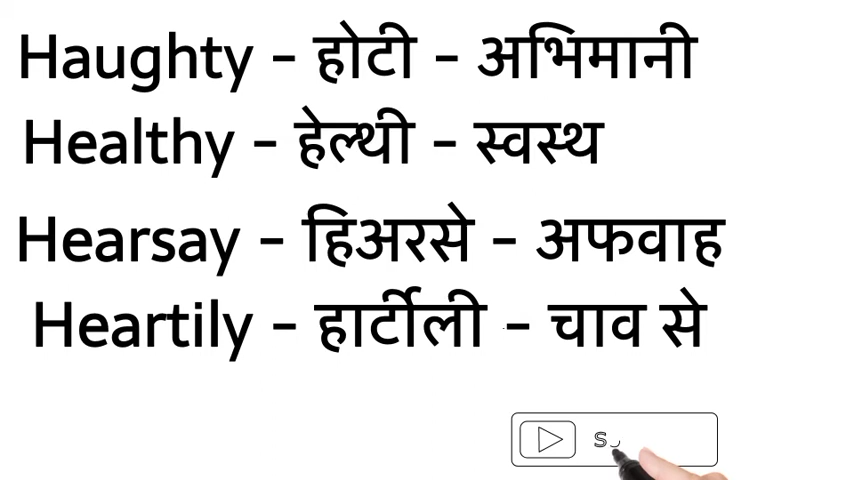 Haughty - होटी - अभिमानी
Healthy - हेल्थी - स्वस्थ
Hearsay - हिअरसे - अफवाह
Heartily - हार्टीली - चाव से